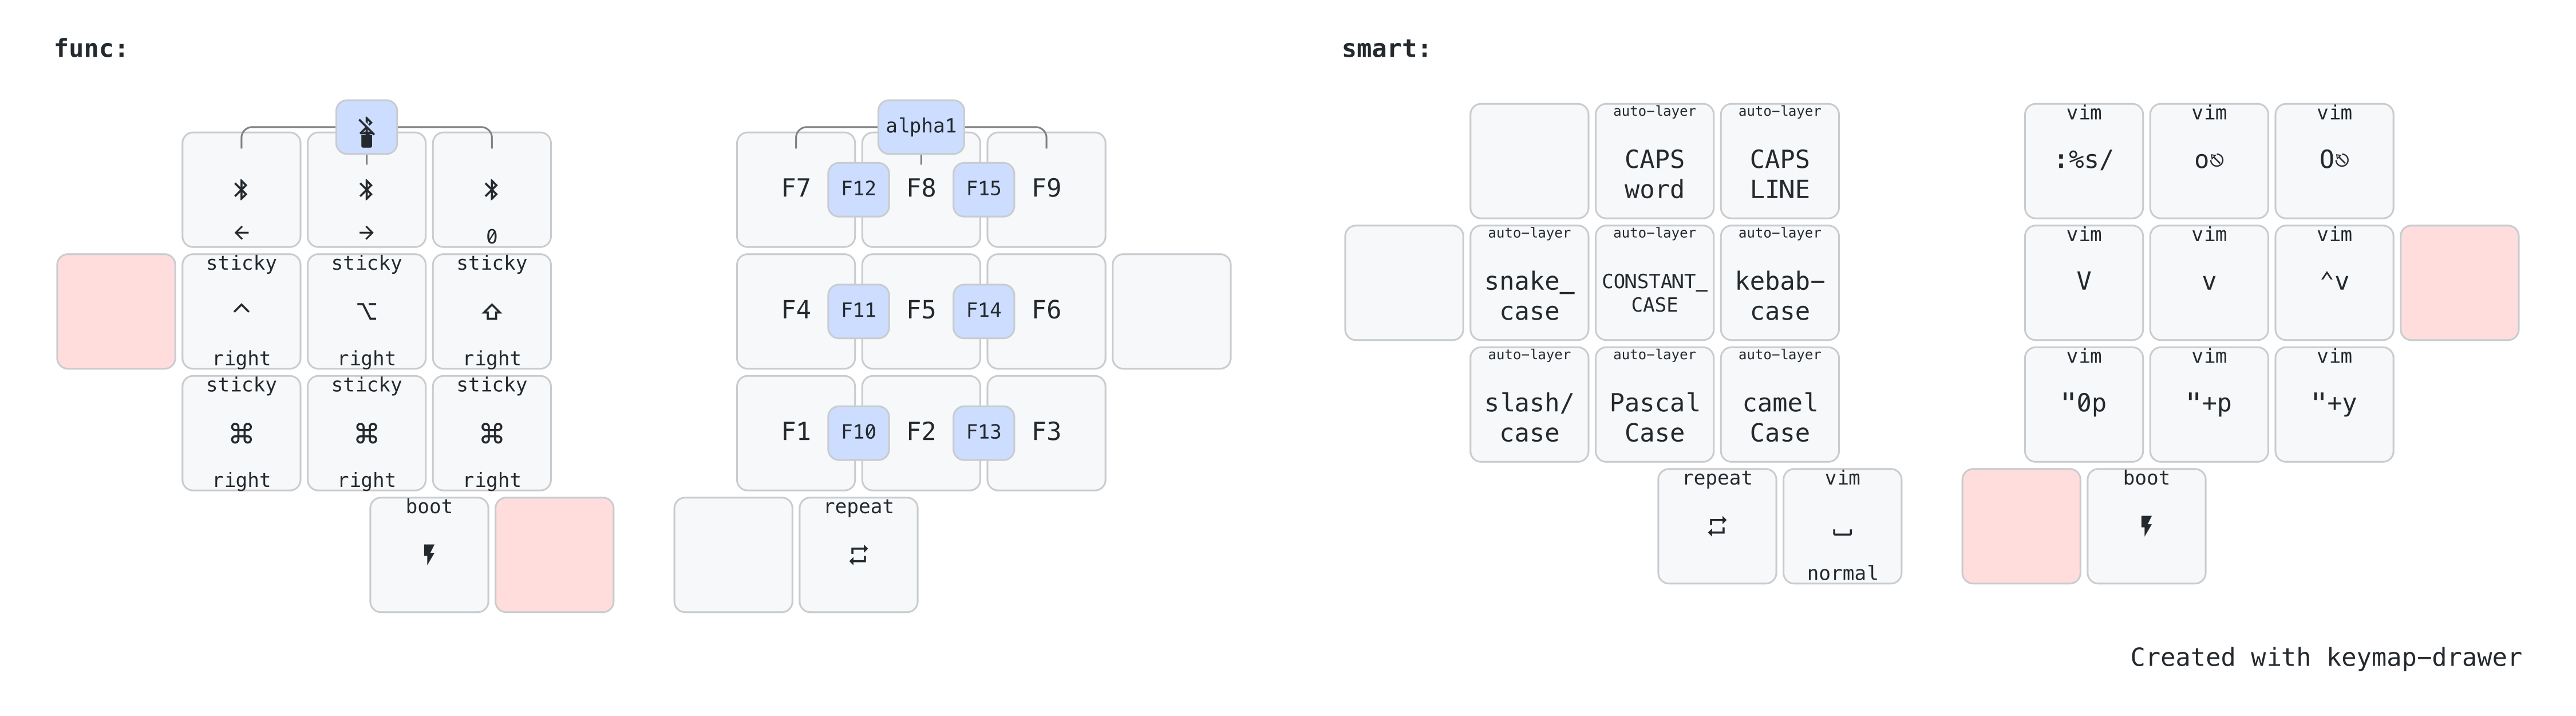 func:
alpha1
F7 F12 F8 F15 F9
← → 0
sticky sticky sticky
^ ⌥ ⇧
right right right
F4 F11 F5 F14 F6
sticky sticky sticky
⌘ ⌘ ⌘
right right right
F1 F10 F2 F13 F3
boot
repeat
smart:
auto-layer auto-layer
CAPS CAPS
word LINE
vim vim vim
:%s/ o⎋ O⎋
auto-layer auto-layer auto-layer
snake_ CONSTANT_ kebab-
case CASE case
vim vim vim
V v ^v
auto-layer auto-layer auto-layer
slash/ Pascal camel
case Case Case
vim vim vim
"0p "+p "+y
repeat vim
␣
normal
boot
Created with keymap-drawer